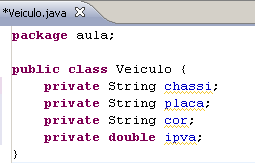 *Veiculo.java
package aula;
public class Veiculo {
    private String chassi;
    private String placa;
    private String cor;
    private double ipva;
}